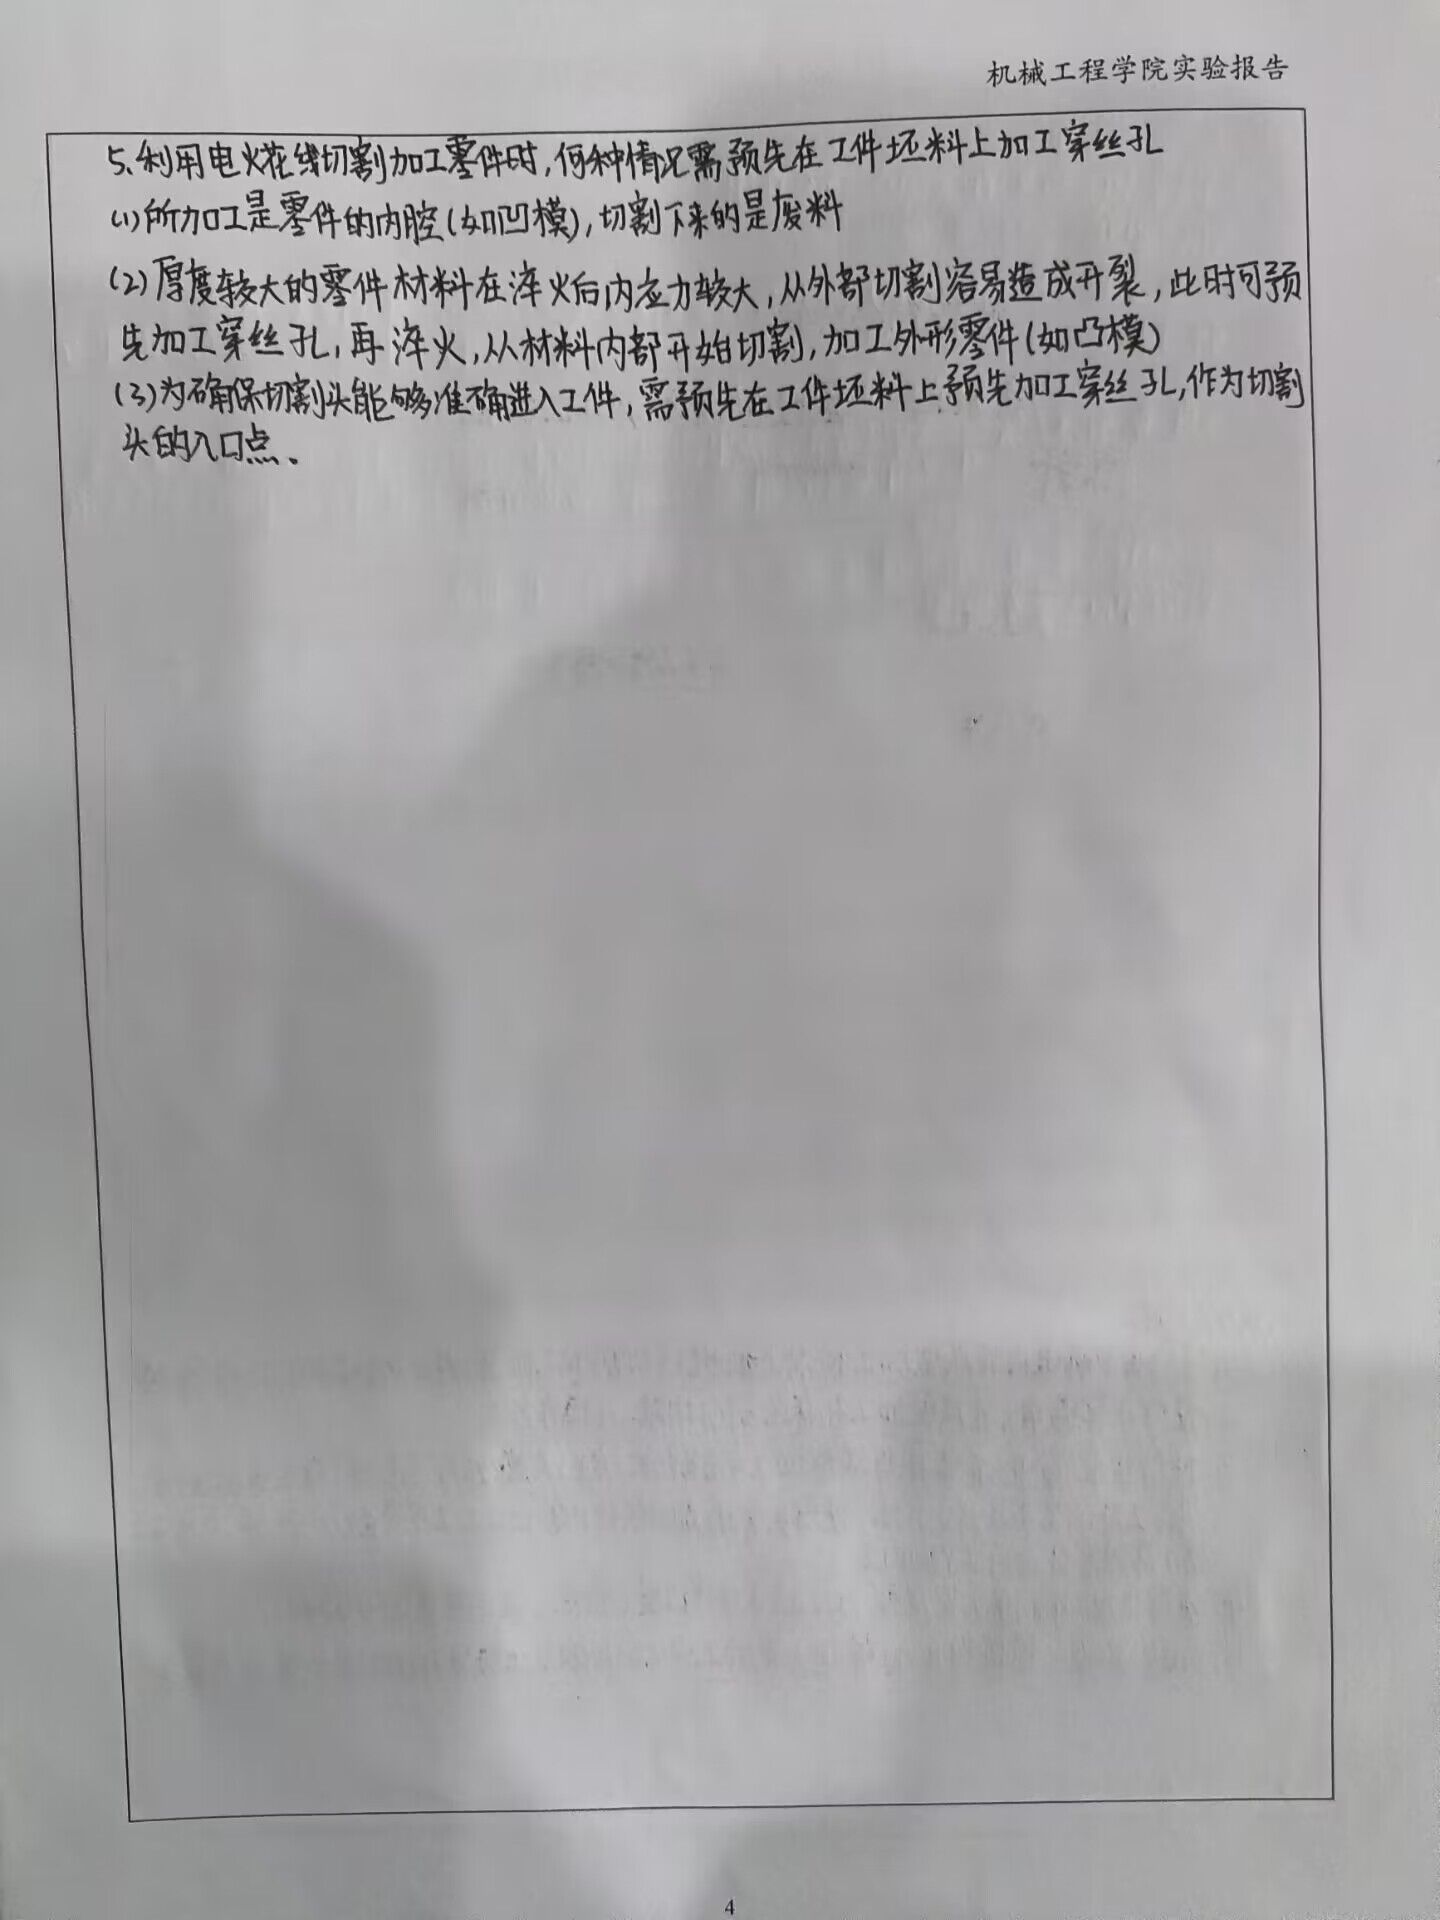 机械工程学院实验报告
5、利用电火花线切割加工零件时，何种情况需预先在工件坯料上加工穿丝孔
(1)所加工是零件的内腔(如凹模)，切割下来的是废料
(2)厚度较大的零件材料在淬火后内应力较大，从外部切割容易造成开裂，此时可预
先加工穿丝孔，再淬火，从材料内部开始切割，加工外形零件(如凸模)
(3)为确保切割头能够准确进入工件，需预先在工件坯料上预先加工穿丝孔，作为切割
头的入口点、
4